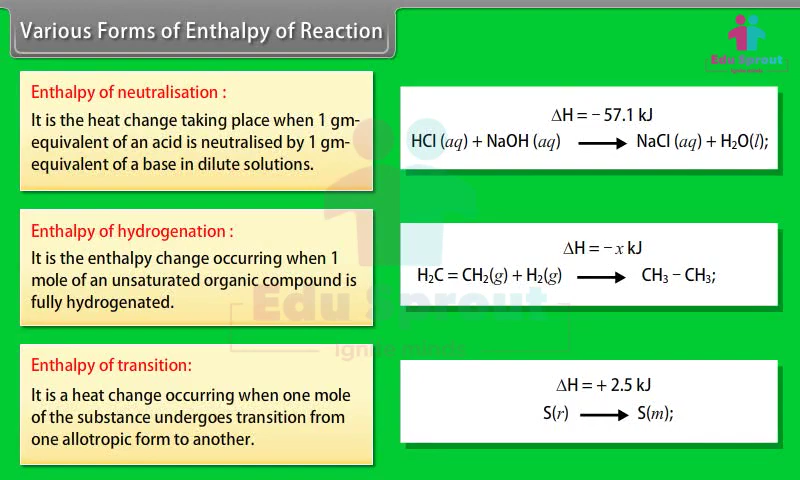 Various Forms of Enthalpy of Reaction
Edu Sprout
Enthalpy of neutralisation :
It is the heat change taking place when 1 gm-
equivalent of an acid is neutralised by 1 gm-
equivalent of a base in dilute solutions.
ΔH = – 57.1 kJ
HCl (aq) + NaOH (aq) ⟶ NaCl (aq) + H₂O(l);
Enthalpy of hydrogenation :
It is the enthalpy change occurring when 1
mole of an unsaturated organic compound is
fully hydrogenated.
ΔH = – x kJ
H₂C = CH₂(g) + H₂(g) ⟶ CH₃ – CH₃;
Edu Sprout
ignite minds
Enthalpy of transition:
It is a heat change occurring when one mole
of the substance undergoes transition from
one allotropic form to another.
ΔH = + 2.5 kJ
S(r) ⟶ S(m);